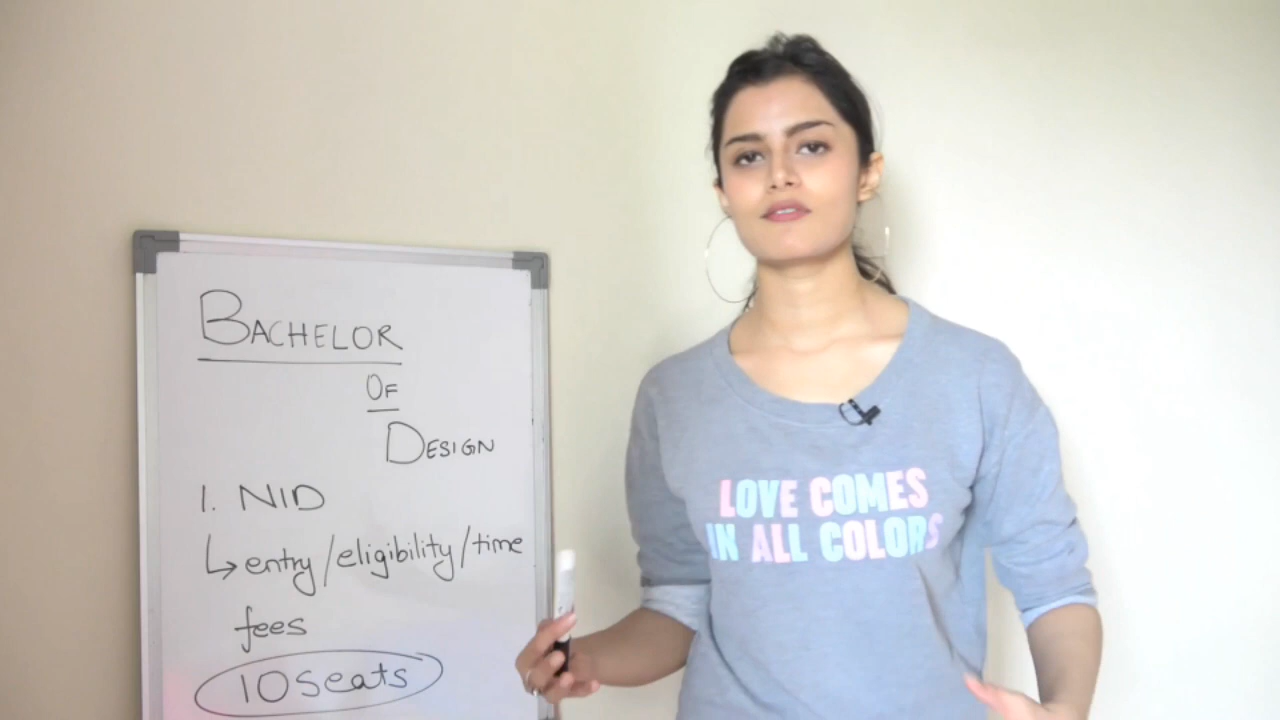 BACHELOR
OF
DESIGN
1. NID
↳ entry/eligibility/time
fees
10 seats
LOVE COMES
IN ALL COLORS